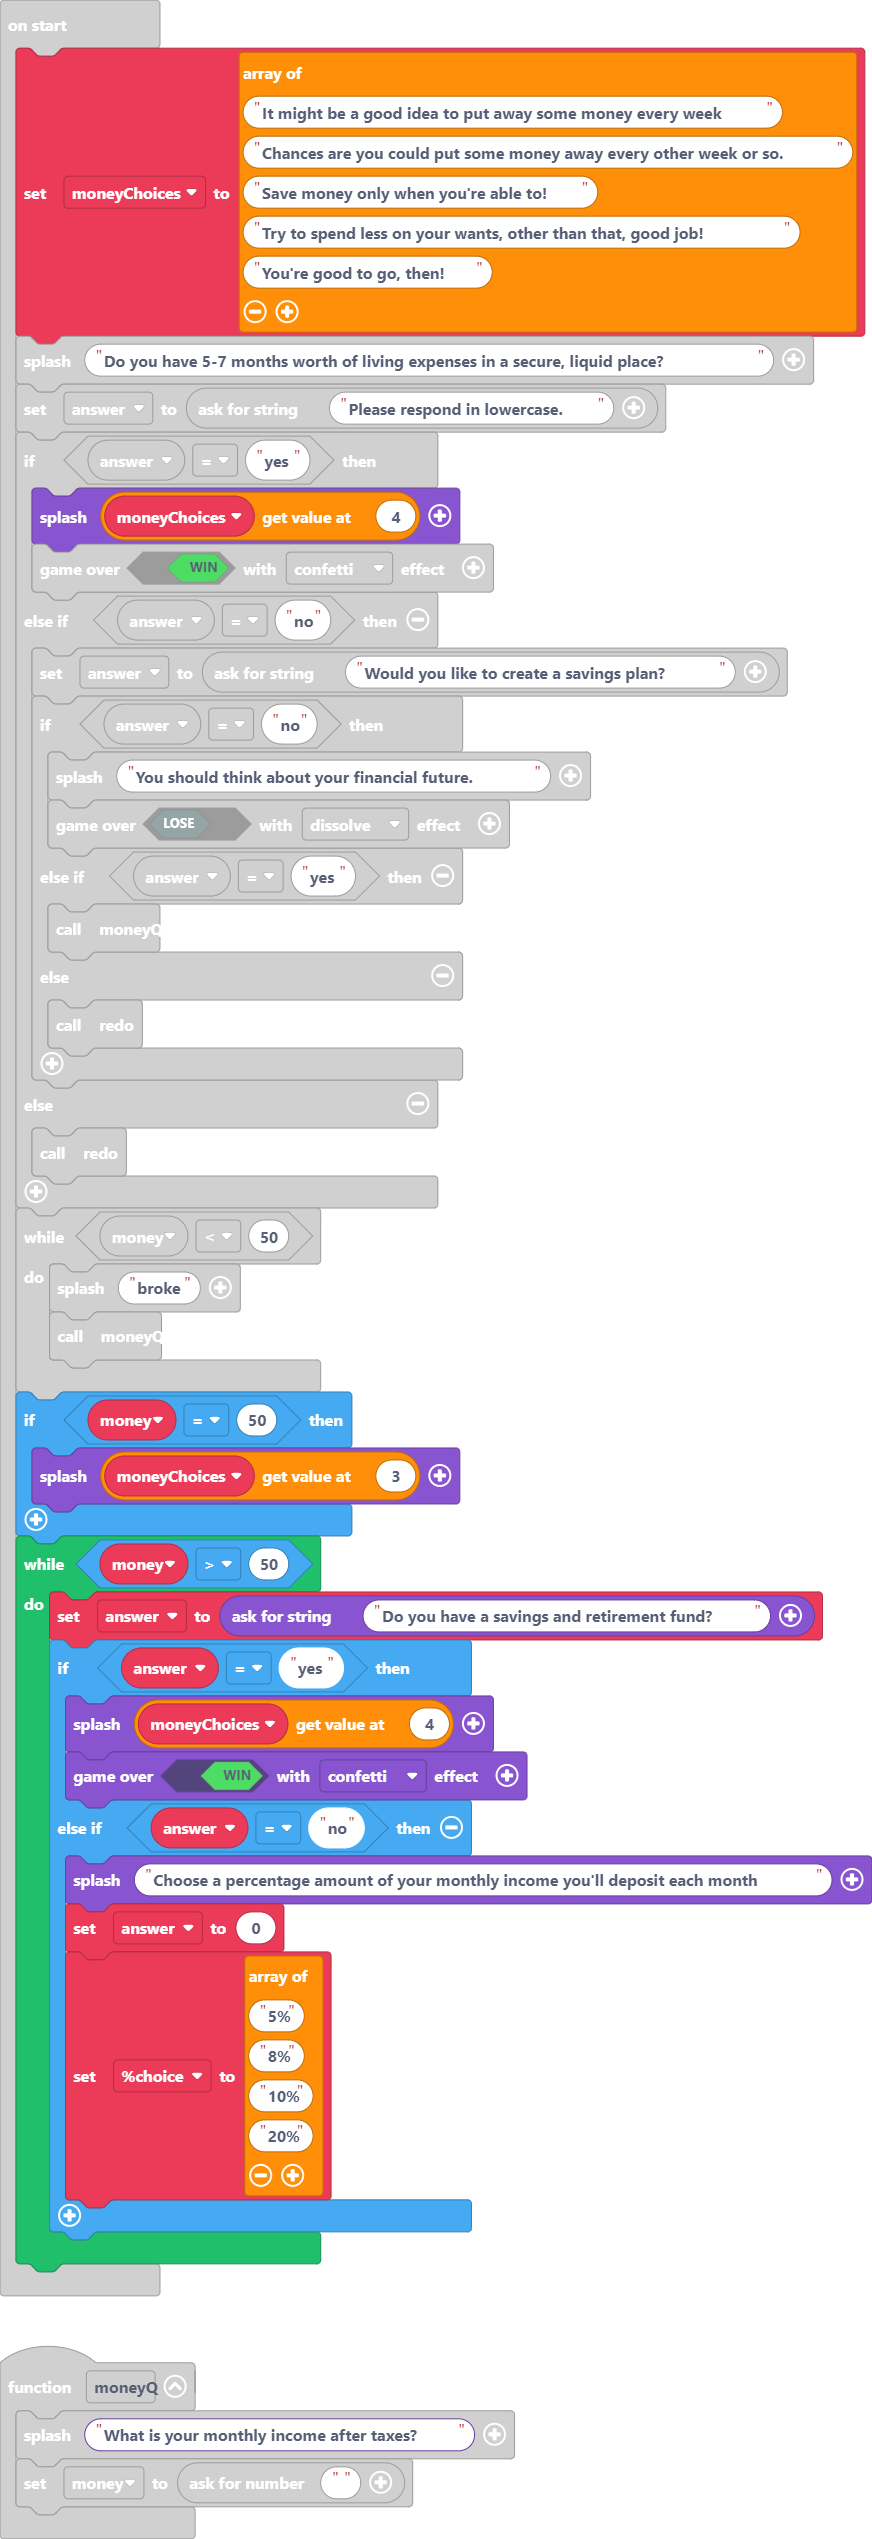 on start
set moneyChoices to
array of
"It might be a good idea to put away some money every week"
"Chances are you could put some money away every other week or so."
"Save money only when you're able to!"
"Try to spend less on your wants, other than that, good job!"
"You're good to go, then!"
splash "Do you have 5-7 months worth of living expenses in a secure, liquid place?"
set answer to ask for string "Please respond in lowercase."
if answer = "yes" then
splash moneyChoices get value at 4
game over WIN with confetti effect
else if answer = "no" then
set answer to ask for string "Would you like to create a savings plan?"
if answer = "no" then
splash "You should think about your financial future."
game over LOSE with dissolve effect
else if answer = "yes" then
call moneyQ
else
call redo
else
call redo
while money < 50
do splash "broke"
call moneyQ
if money = 50 then
splash moneyChoices get value at 3
while money > 50
do set answer to ask for string "Do you have a savings and retirement fund?"
if answer = "yes" then
splash moneyChoices get value at 4
game over WIN with confetti effect
else if answer = "no" then
splash "Choose a percentage amount of your monthly income you'll deposit each month"
set answer to 0
set %choice to
array of
"5%"
"8%"
"10%"
"20%"
function moneyQ
splash "What is your monthly income after taxes?"
set money to ask for number " "